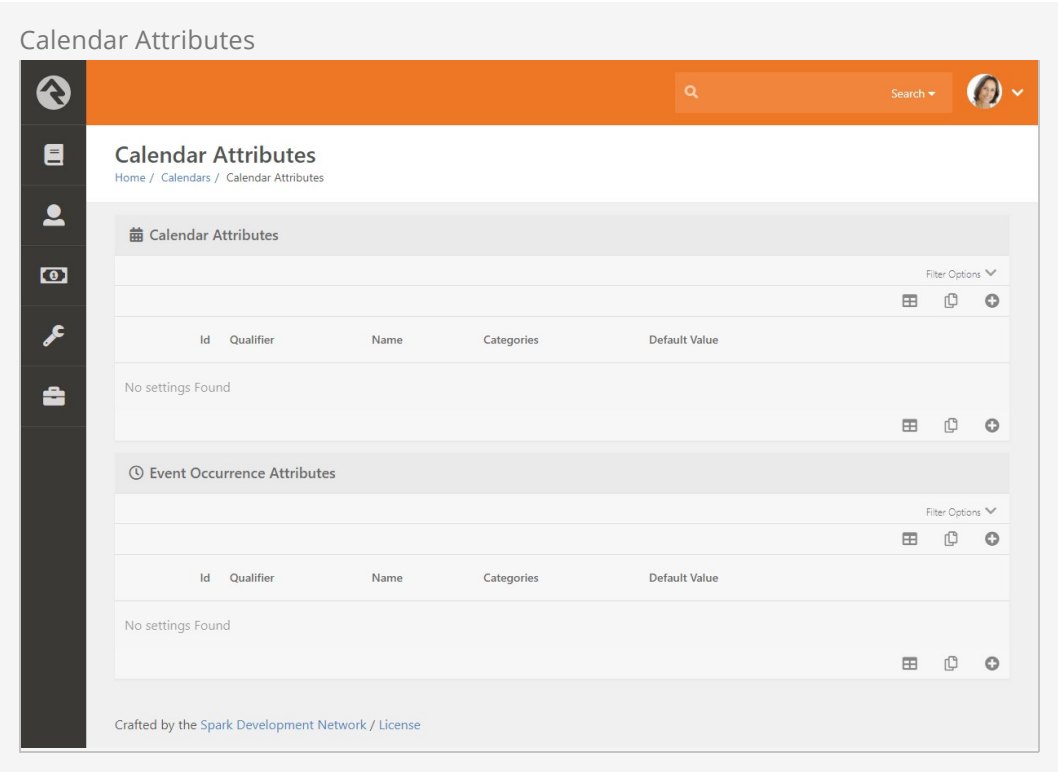 Calendar Attributes
Search
Calendar Attributes
Home / Calendars / Calendar Attributes
Calendar Attributes
Filter Options
Id Qualifier Name Categories Default Value
No settings Found
Event Occurrence Attributes
Filter Options
Id Qualifier Name Categories Default Value
No settings Found
Crafted by the Spark Development Network / License